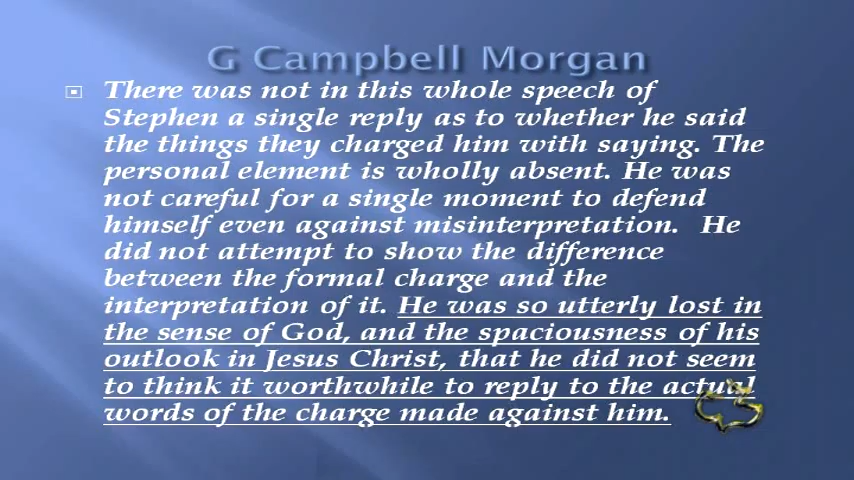 G Campbell Morgan
There was not in this whole speech of
Stephen a single reply as to whether he said
the things they charged him with saying. The
personal element is wholly absent. He was
not careful for a single moment to defend
himself even against misinterpretation.  He
did not attempt to show the difference
between the formal charge and the
interpretation of it. He was so utterly lost in
the sense of God, and the spaciousness of his
outlook in Jesus Christ, that he did not seem
to think it worthwhile to reply to the actual
words of the charge made against him.